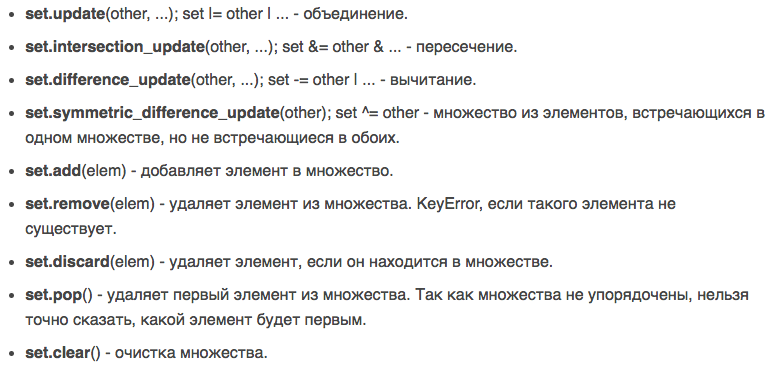 • set.update(other, ...); set |= other | ... - объединение.
• set.intersection_update(other, ...); set &= other & ... - пересечение.
• set.difference_update(other, ...); set -= other | ... - вычитание.
• set.symmetric_difference_update(other); set ^= other - множество из элементов, встречающихся в
одном множестве, но не встречающиеся в обоих.
• set.add(elem) - добавляет элемент в множество.
• set.remove(elem) - удаляет элемент из множества. KeyError, если такого элемента не
существует.
• set.discard(elem) - удаляет элемент, если он находится в множестве.
• set.pop() - удаляет первый элемент из множества. Так как множества не упорядочены, нельзя
точно сказать, какой элемент будет первым.
• set.clear() - очистка множества.